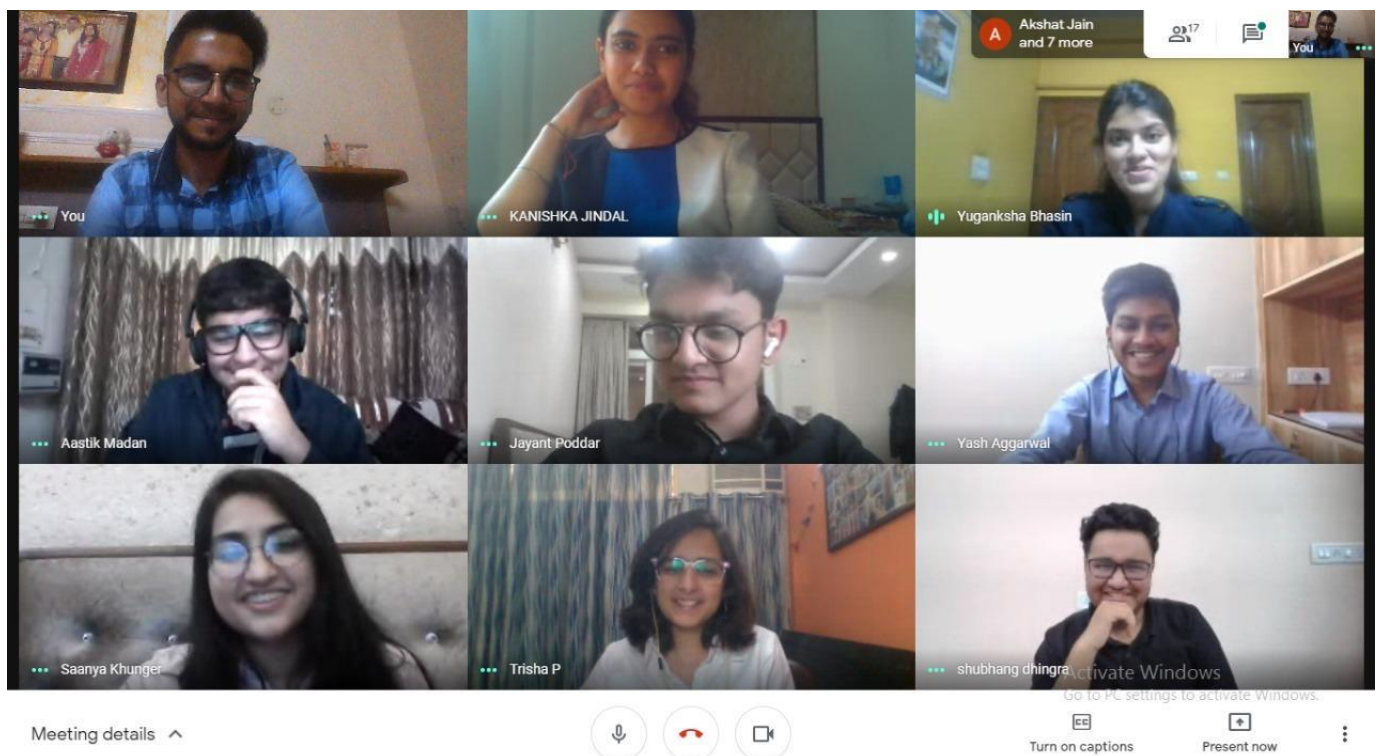 Akshat Jain
and 7 more
A
17
You
You
KANISHKA JINDAL
Yuganksha Bhasin
Aastik Madan
Jayant Poddar
Yash Aggarwal
Saanya Khunger
Trisha P
shubhang dhingra
Activate Windows
Go to PC settings to activate Windows.
Meeting details
CC
Turn on captions
Present now